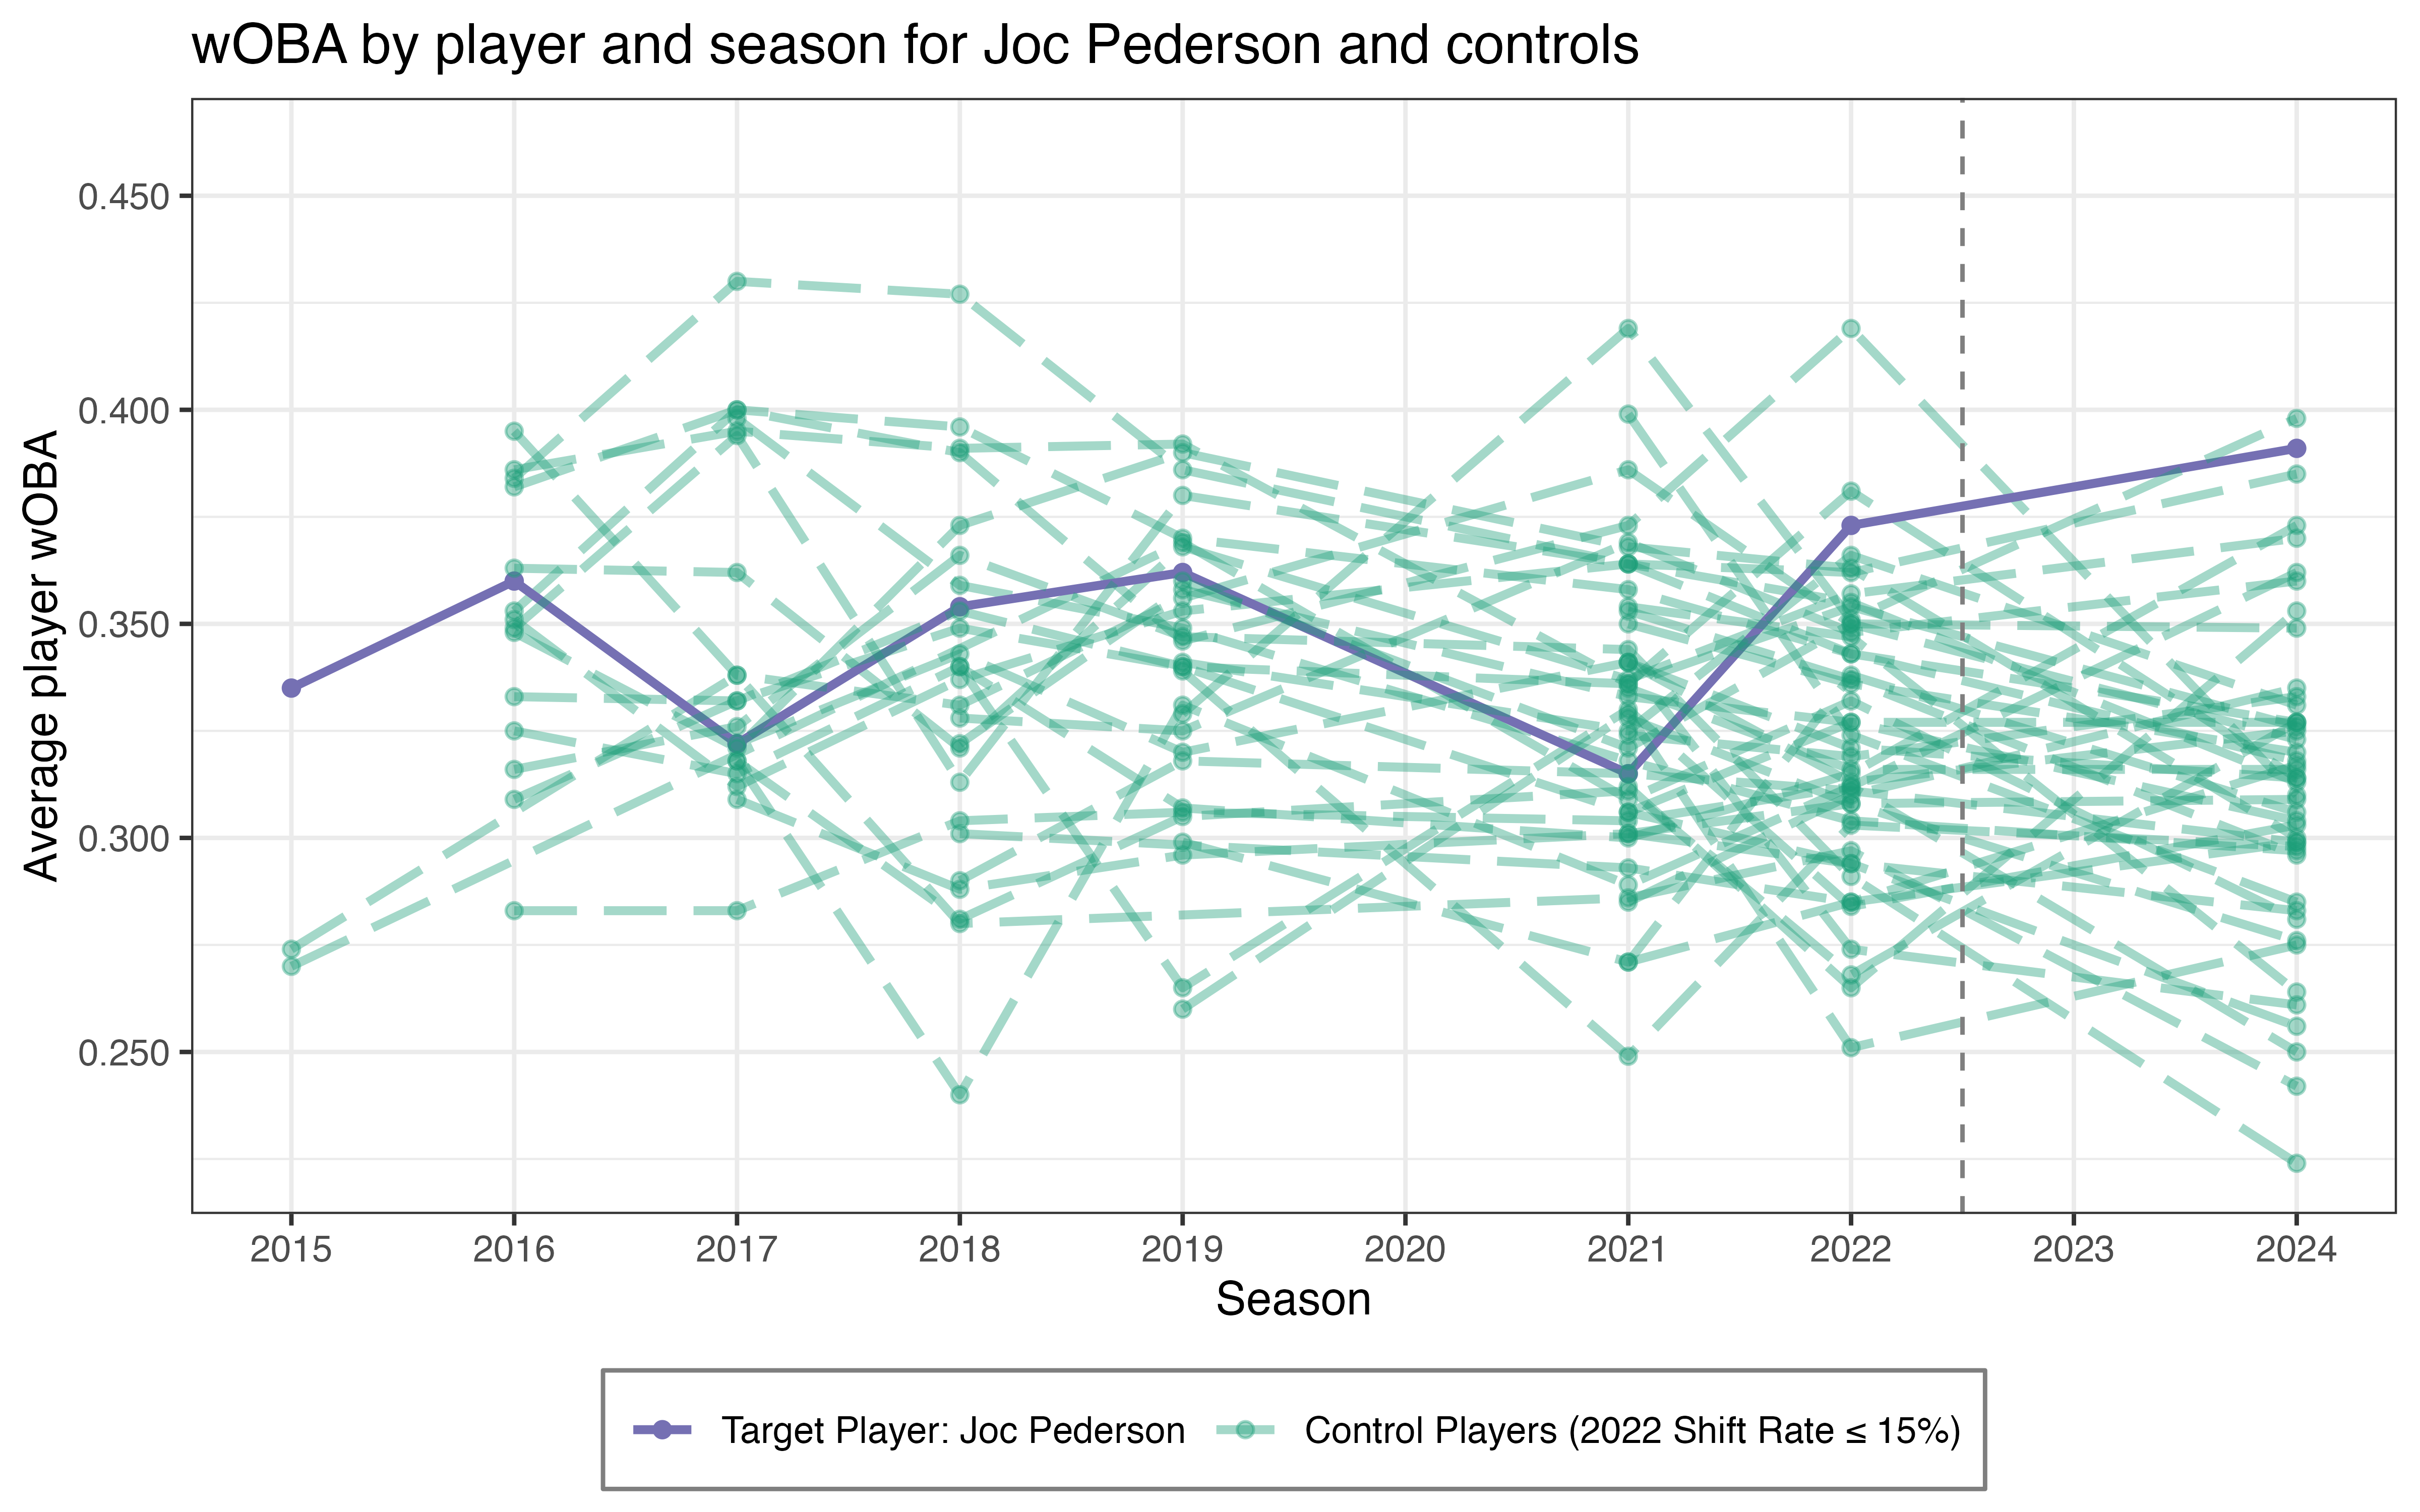 wOBA by player and season for Joc Pederson and controls
Average player wOBA
0.450
0.400
0.350
0.300
0.250
2015 2016 2017 2018 2019 2020 2021 2022 2023 2024
Season
Target Player: Joc Pederson Control Players (2022 Shift Rate ≤ 15%)